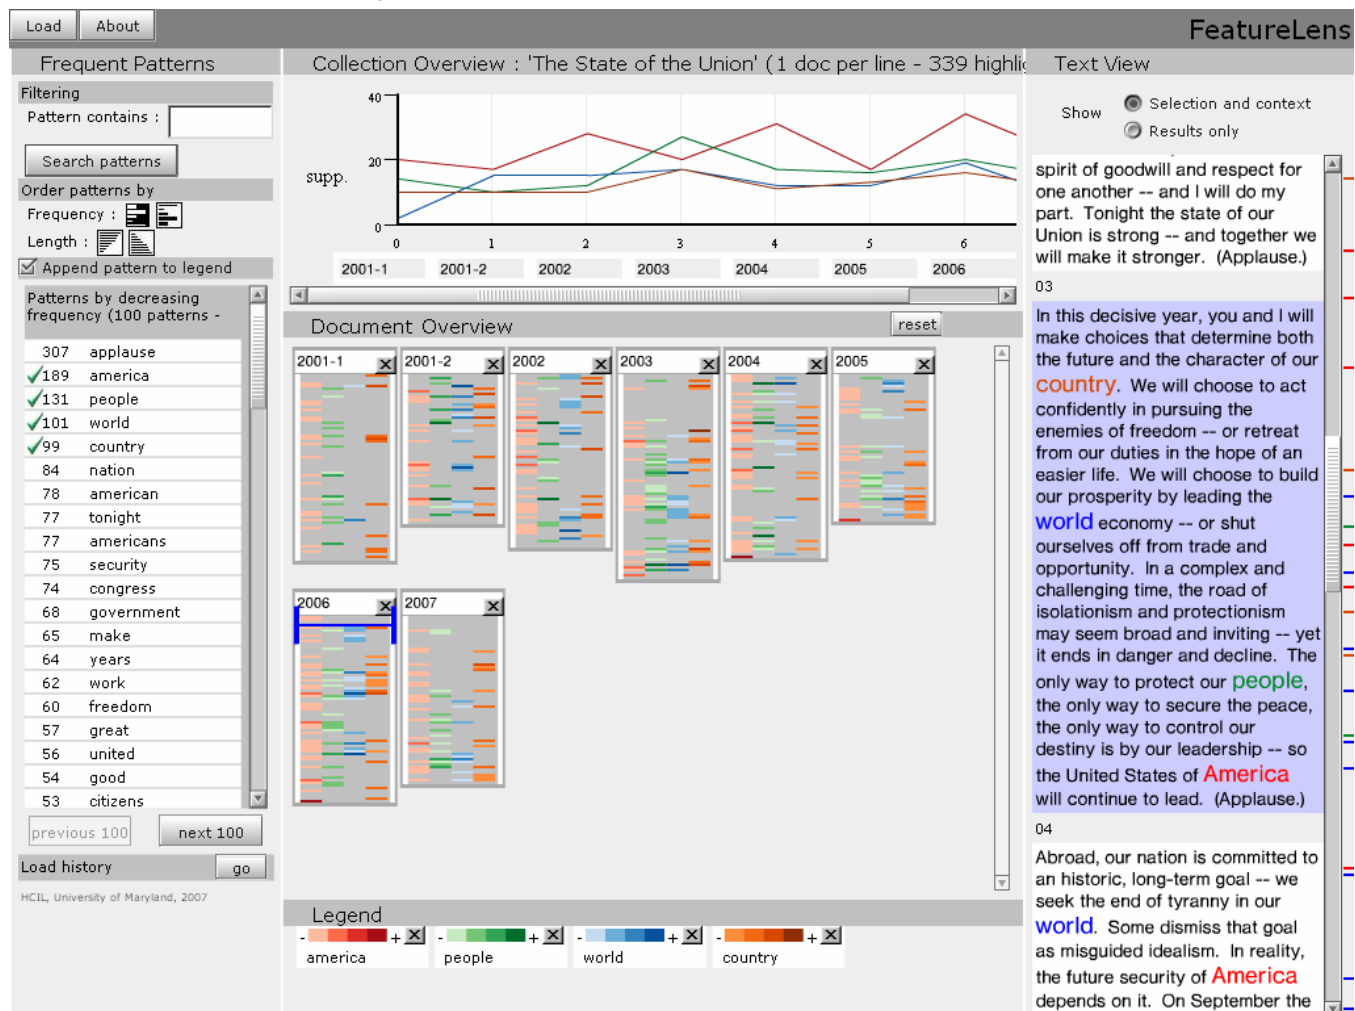 Load About
FeatureLens
Frequent Patterns
Filtering
Pattern contains :
Search patterns
Order patterns by
Frequency :
Length :
Append pattern to legend
Patterns by decreasing
frequency (100 patterns -
307 applause
189 america
131 people
101 world
99 country
84 nation
78 american
77 tonight
77 americans
75 security
74 congress
68 government
65 make
64 years
62 work
60 freedom
57 great
56 united
54 good
53 citizens
previous 100 next 100
Load history go
HCIL, University of Maryland, 2007
Collection Overview : 'The State of the Union' (1 doc per line - 339 highlig
40
20
supp.
0
0 1 2 3 4 5 6
2001-1 2001-2 2002 2003 2004 2005 2006
Document Overview reset
2001-1 2001-2 2002 2003 2004 2005
2006 2007
Legend
- + - + - + - +
america people world country
Text View
Show
Selection and context
Results only
spirit of goodwill and respect for
one another -- and I will do my
part. Tonight the state of our
Union is strong -- and together we
will make it stronger. (Applause.)
03
In this decisive year, you and I will
make choices that determine both
the future and the character of our
country. We will choose to act
confidently in pursuing the
enemies of freedom -- or retreat
from our duties in the hope of an
easier life. We will choose to build
our prosperity by leading the
world economy -- or shut
ourselves off from trade and
opportunity. In a complex and
challenging time, the road of
isolationism and protectionism
may seem broad and inviting -- yet
it ends in danger and decline. The
only way to protect our people,
the only way to secure the peace,
the only way to control our
destiny is by our leadership -- so
the United States of America
will continue to lead. (Applause.)
04
Abroad, our nation is committed to
an historic, long-term goal -- we
seek the end of tyranny in our
world. Some dismiss that goal
as misguided idealism. In reality,
the future security of America
depends on it. On September the